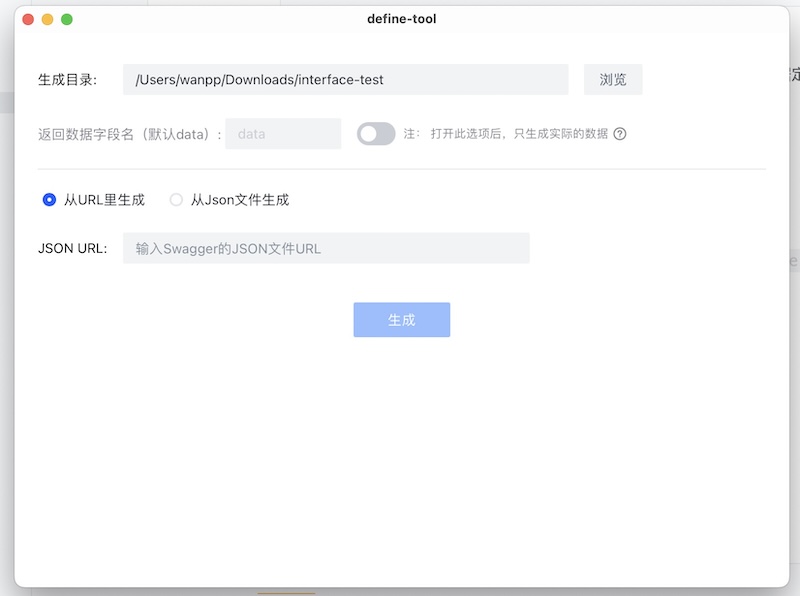 define-tool
生成目录: /Users/wanpp/Downloads/interface-test 浏览
返回数据字段名（默认data）: data 注： 打开此选项后，只生成实际的数据 ?
从URL里生成 从Json文件生成
JSON URL: 输入Swagger的JSON文件URL
生成